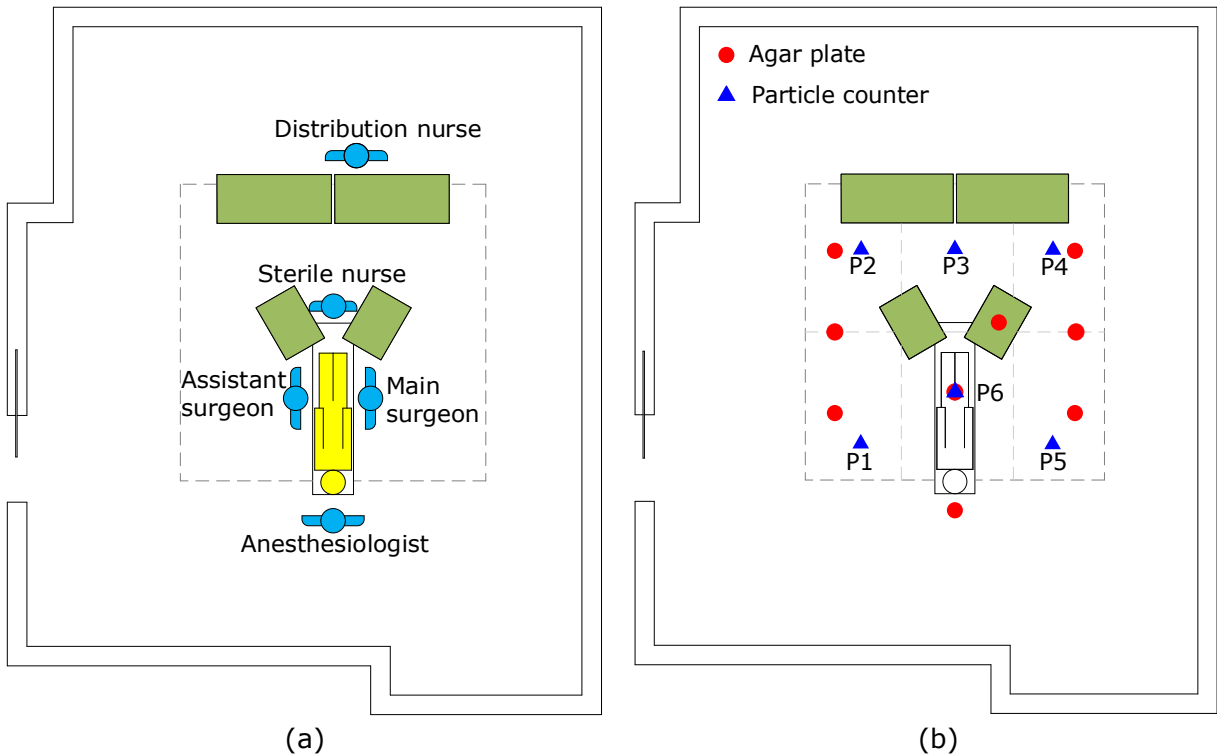 Distribution nurse
Sterile nurse
Assistant
surgeon
Main
surgeon
Anesthesiologist
(a)
Agar plate
Particle counter
P2
P3
P4
P6
P1
P5
(b)